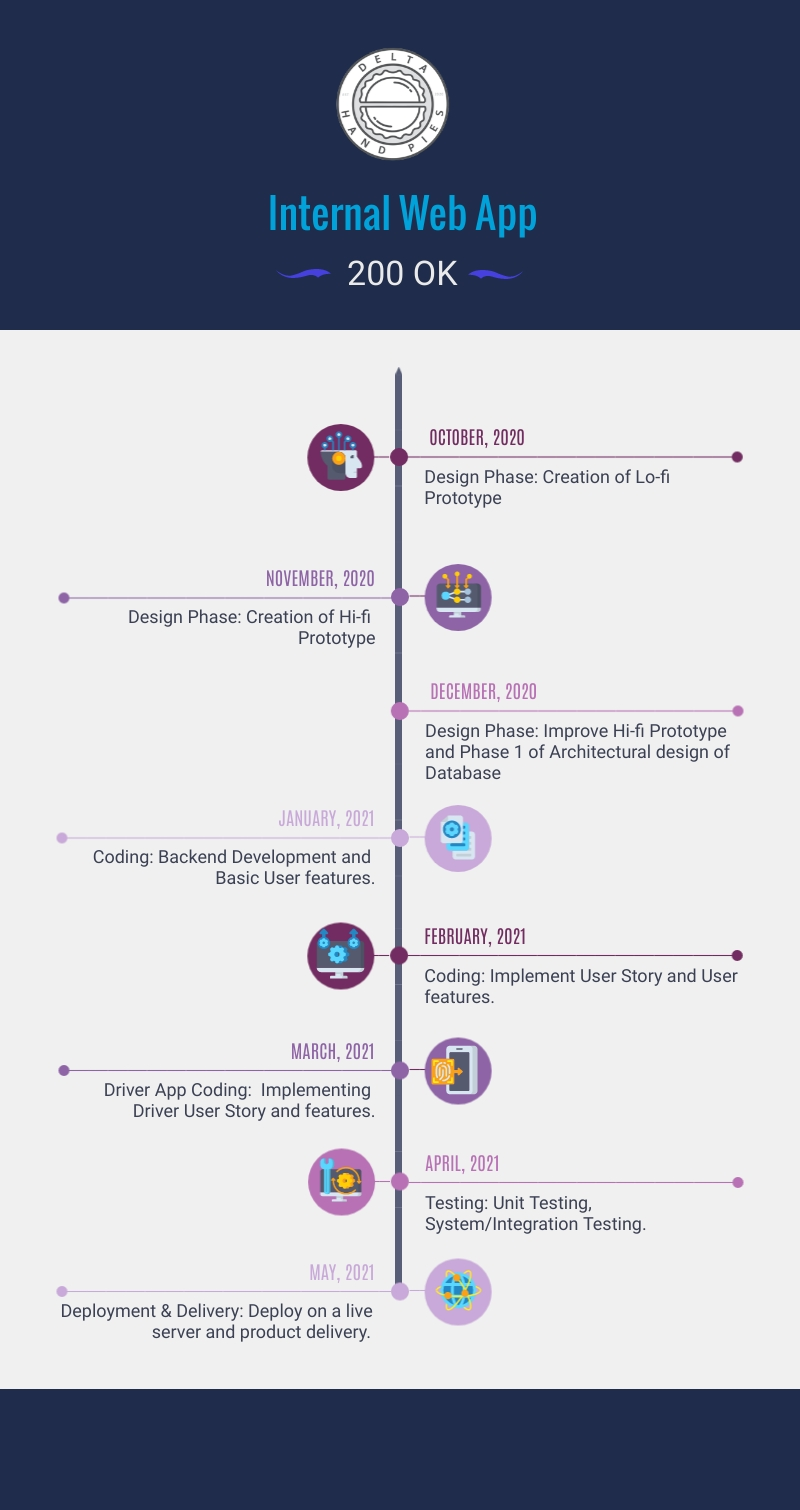 DELTA
HAND PIES
Internal Web App
200 OK
OCTOBER, 2020
Design Phase: Creation of Lo-fi
Prototype
NOVEMBER, 2020
Design Phase: Creation of Hi-fi
Prototype
DECEMBER, 2020
Design Phase: Improve Hi-fi Prototype
and Phase 1 of Architectural design of
Database
JANUARY, 2021
Coding: Backend Development and
Basic User features.
FEBRUARY, 2021
Coding: Implement User Story and User
features.
MARCH, 2021
Driver App Coding:  Implementing
Driver User Story and features.
APRIL, 2021
Testing: Unit Testing,
System/Integration Testing.
MAY, 2021
Deployment & Delivery: Deploy on a live
server and product delivery.